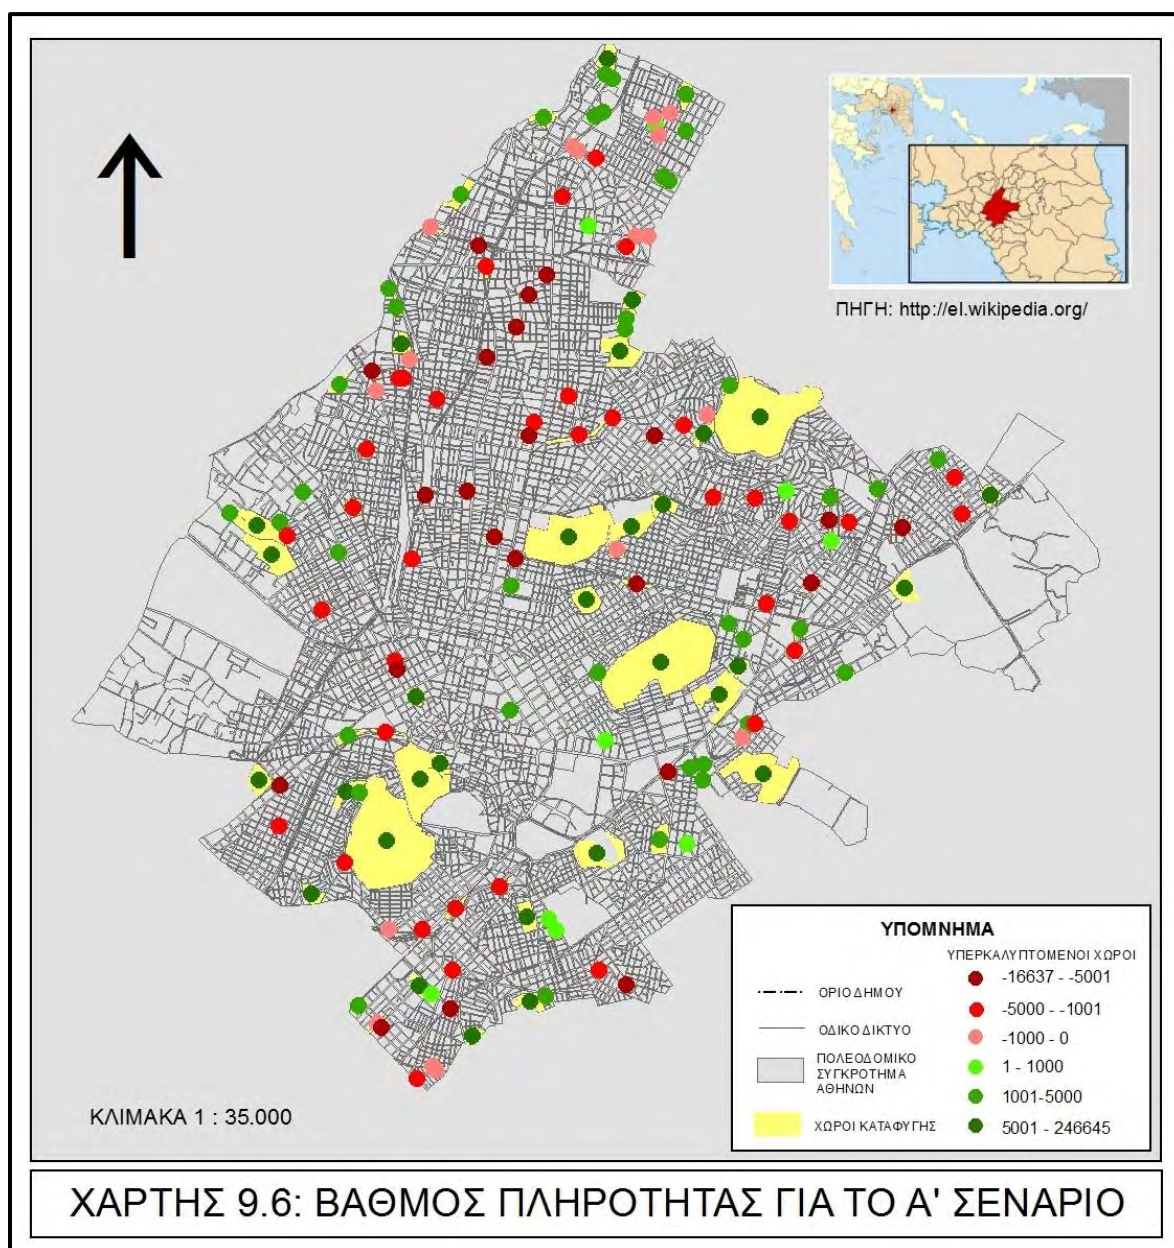 ΠΗΓΗ: http://el.wikipedia.org/
ΥΠΟΜΝΗΜΑ
ΥΠΕΡΚΑΛΥΠΤΟΜΕΝΟΙ ΧΩΡΟΙ
-16637 - -5001
-5000 - -1001
-1000 - 0
1 - 1000
1001-5000
5001 - 246645
ΟΡΙΟ ΔΗΜΟΥ
ΟΔΙΚΟ ΔΙΚΤΥΟ
ΠΟΛΕΟΔΟΜΙΚΟ
ΣΥΓΚΡΟΤΗΜΑ
ΑΘΗΝΩΝ
ΧΩΡΟΙ ΚΑΤΑΦΥΓΗΣ
ΚΛΙΜΑΚΑ 1 : 35.000
ΧΑΡΤΗΣ 9.6: ΒΑΘΜΟΣ ΠΛΗΡΟΤΗΤΑΣ ΓΙΑ ΤΟ Α' ΣΕΝΑΡΙΟ